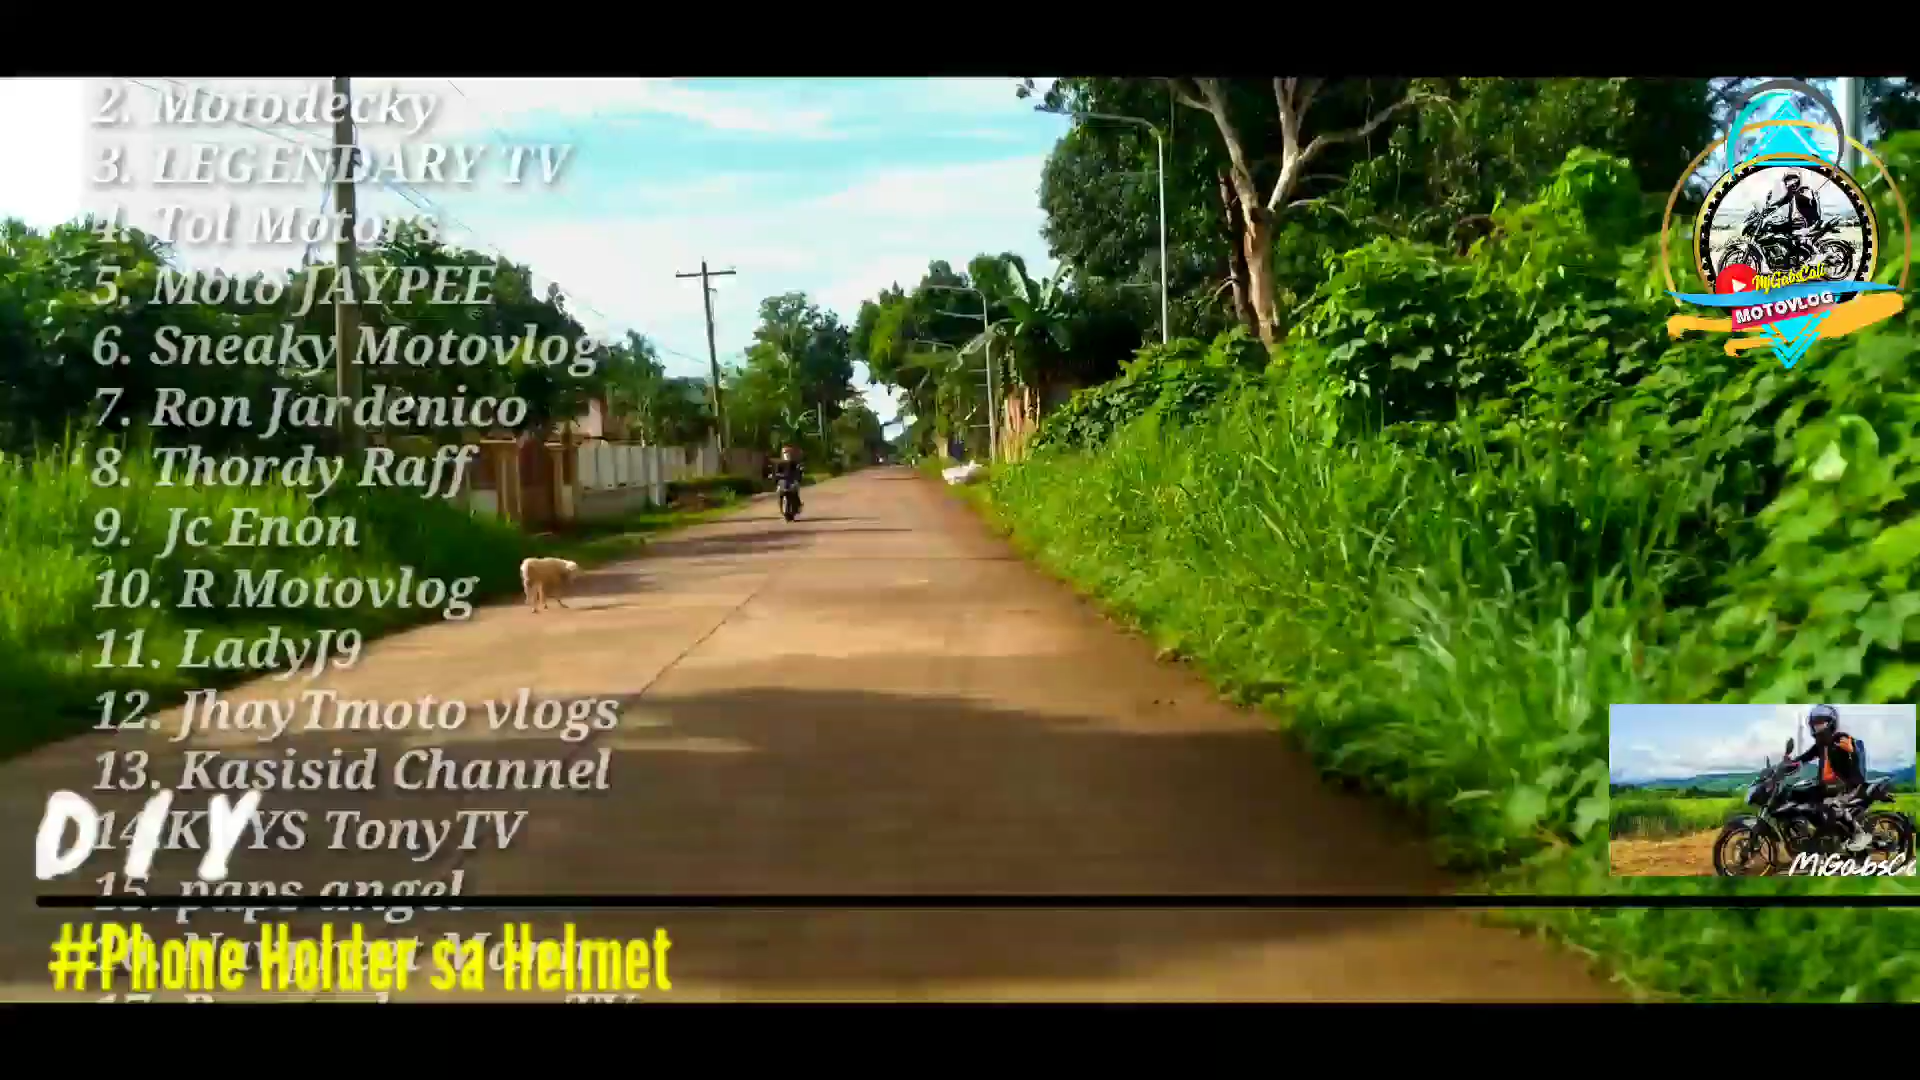 2. Motodecky
3. LEGENDARY TV
4. Tol Motors
5. Moto JAYPEE
6. Sneaky Motovlog
7. Ron Jardenico
8. Thordy Raff
9. Jc Enon
10. R Motovlog
11. LadyJ9
12. JhayTmoto vlogs
13. Kasisid Channel
14. TonyTV
15. paps angel
DIY
#Phone Holder sa Helmet
MjGabsCali
MOTOVLOG